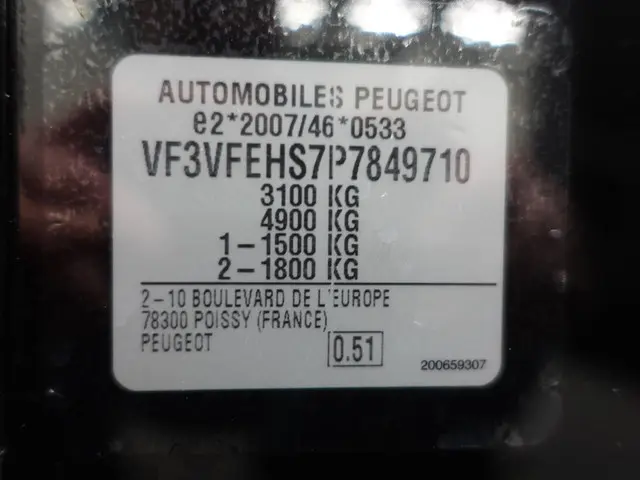 AUTOMOBILES PEUGEOT
e2*2007/46*0533
VF3VFEHS7P7849710
3100 KG
4900 KG
1-1500 KG
2-1800 KG
2-10 BOULEVARD DE L'EUROPE
78300 POISSY (FRANCE)
PEUGEOT
0.51
200659307